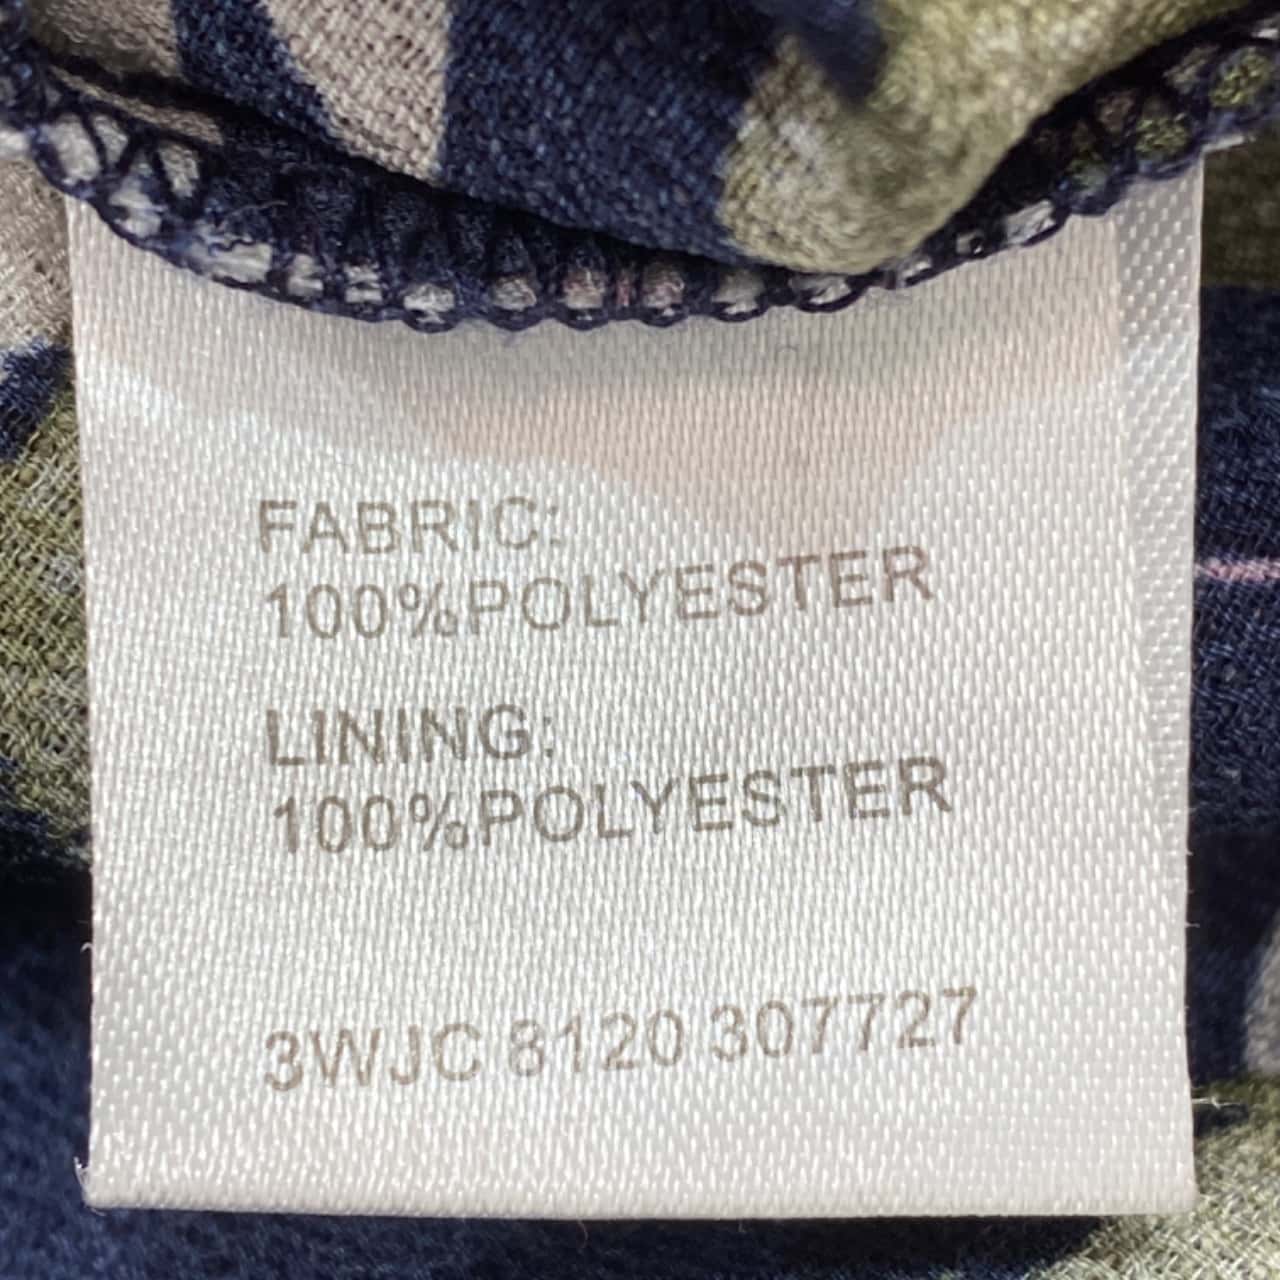 FABRIC:
100%POLYESTER
LINING:
100%POLYESTER
3WJC 8120 307727